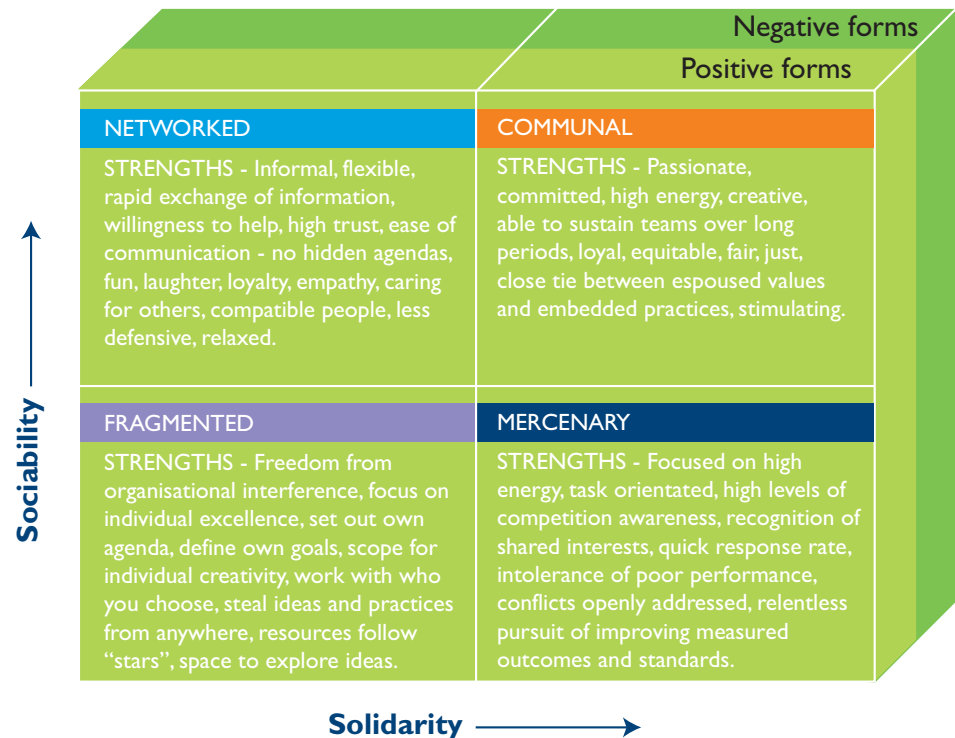 Negative forms
Positive forms
NETWORKED
STRENGTHS - Informal, flexible,
rapid exchange of information,
willingness to help, high trust, ease of
communication - no hidden agendas,
fun, laughter, loyalty, empathy, caring
for others, compatible people, less
defensive, relaxed.
COMMUNAL
STRENGTHS - Passionate,
committed, high energy, creative,
able to sustain teams over long
periods, loyal, equitable, fair, just,
close tie between espoused values
and embedded practices, stimulating.
FRAGMENTED
STRENGTHS - Freedom from
organisational interference, focus on
individual excellence, set out own
agenda, define own goals, scope for
individual creativity, work with who
you choose, steal ideas and practices
from anywhere, resources follow
“stars”, space to explore ideas.
MERCENARY
STRENGTHS - Focused on high
energy, task orientated, high levels of
competition awareness, recognition of
shared interests, quick response rate,
intolerance of poor performance,
conflicts openly addressed, relentless
pursuit of improving measured
outcomes and standards.
Sociability
Solidarity